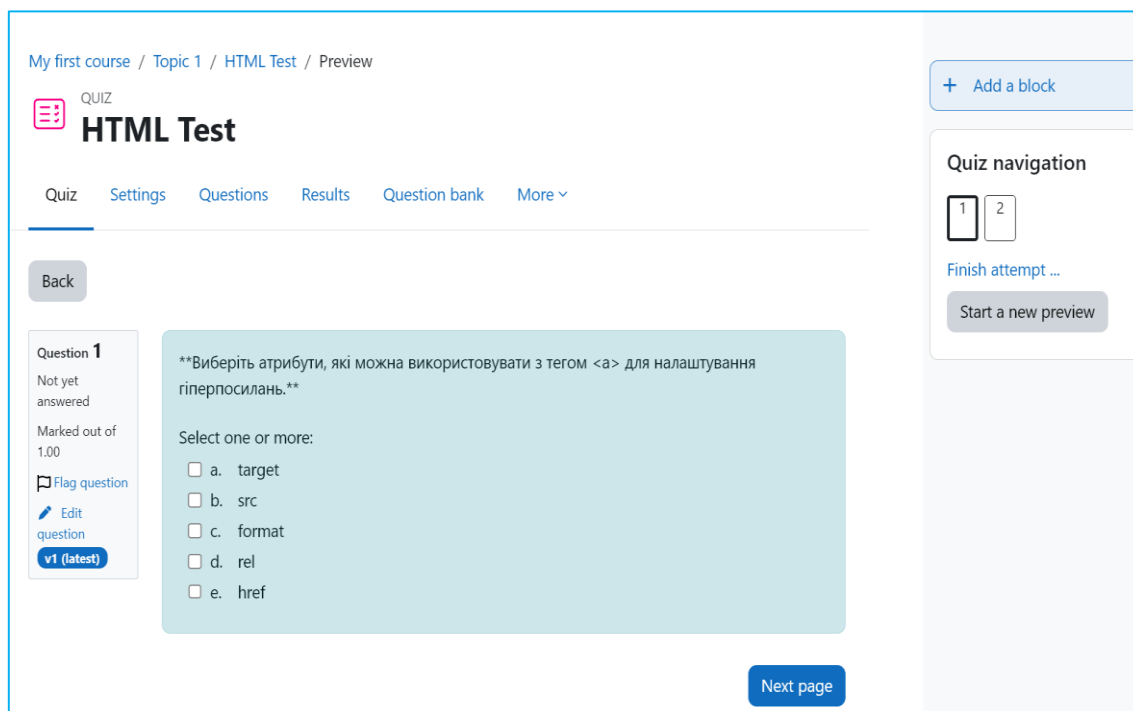 My first course / Topic 1 / HTML Test / Preview
QUIZ
HTML Test
Quiz Settings Questions Results Question bank More
Back
Question 1
Not yet
answered
Marked out of
1.00
Flag question
Edit
question
v1 (latest)
**Виберіть атрибути, які можна використовувати з тегом <a> для налаштування
гіперпосилань.**
Select one or more:
a. target
b. src
c. format
d. rel
e. href
Next page
+ Add a block
Quiz navigation
1 2
Finish attempt ...
Start a new preview